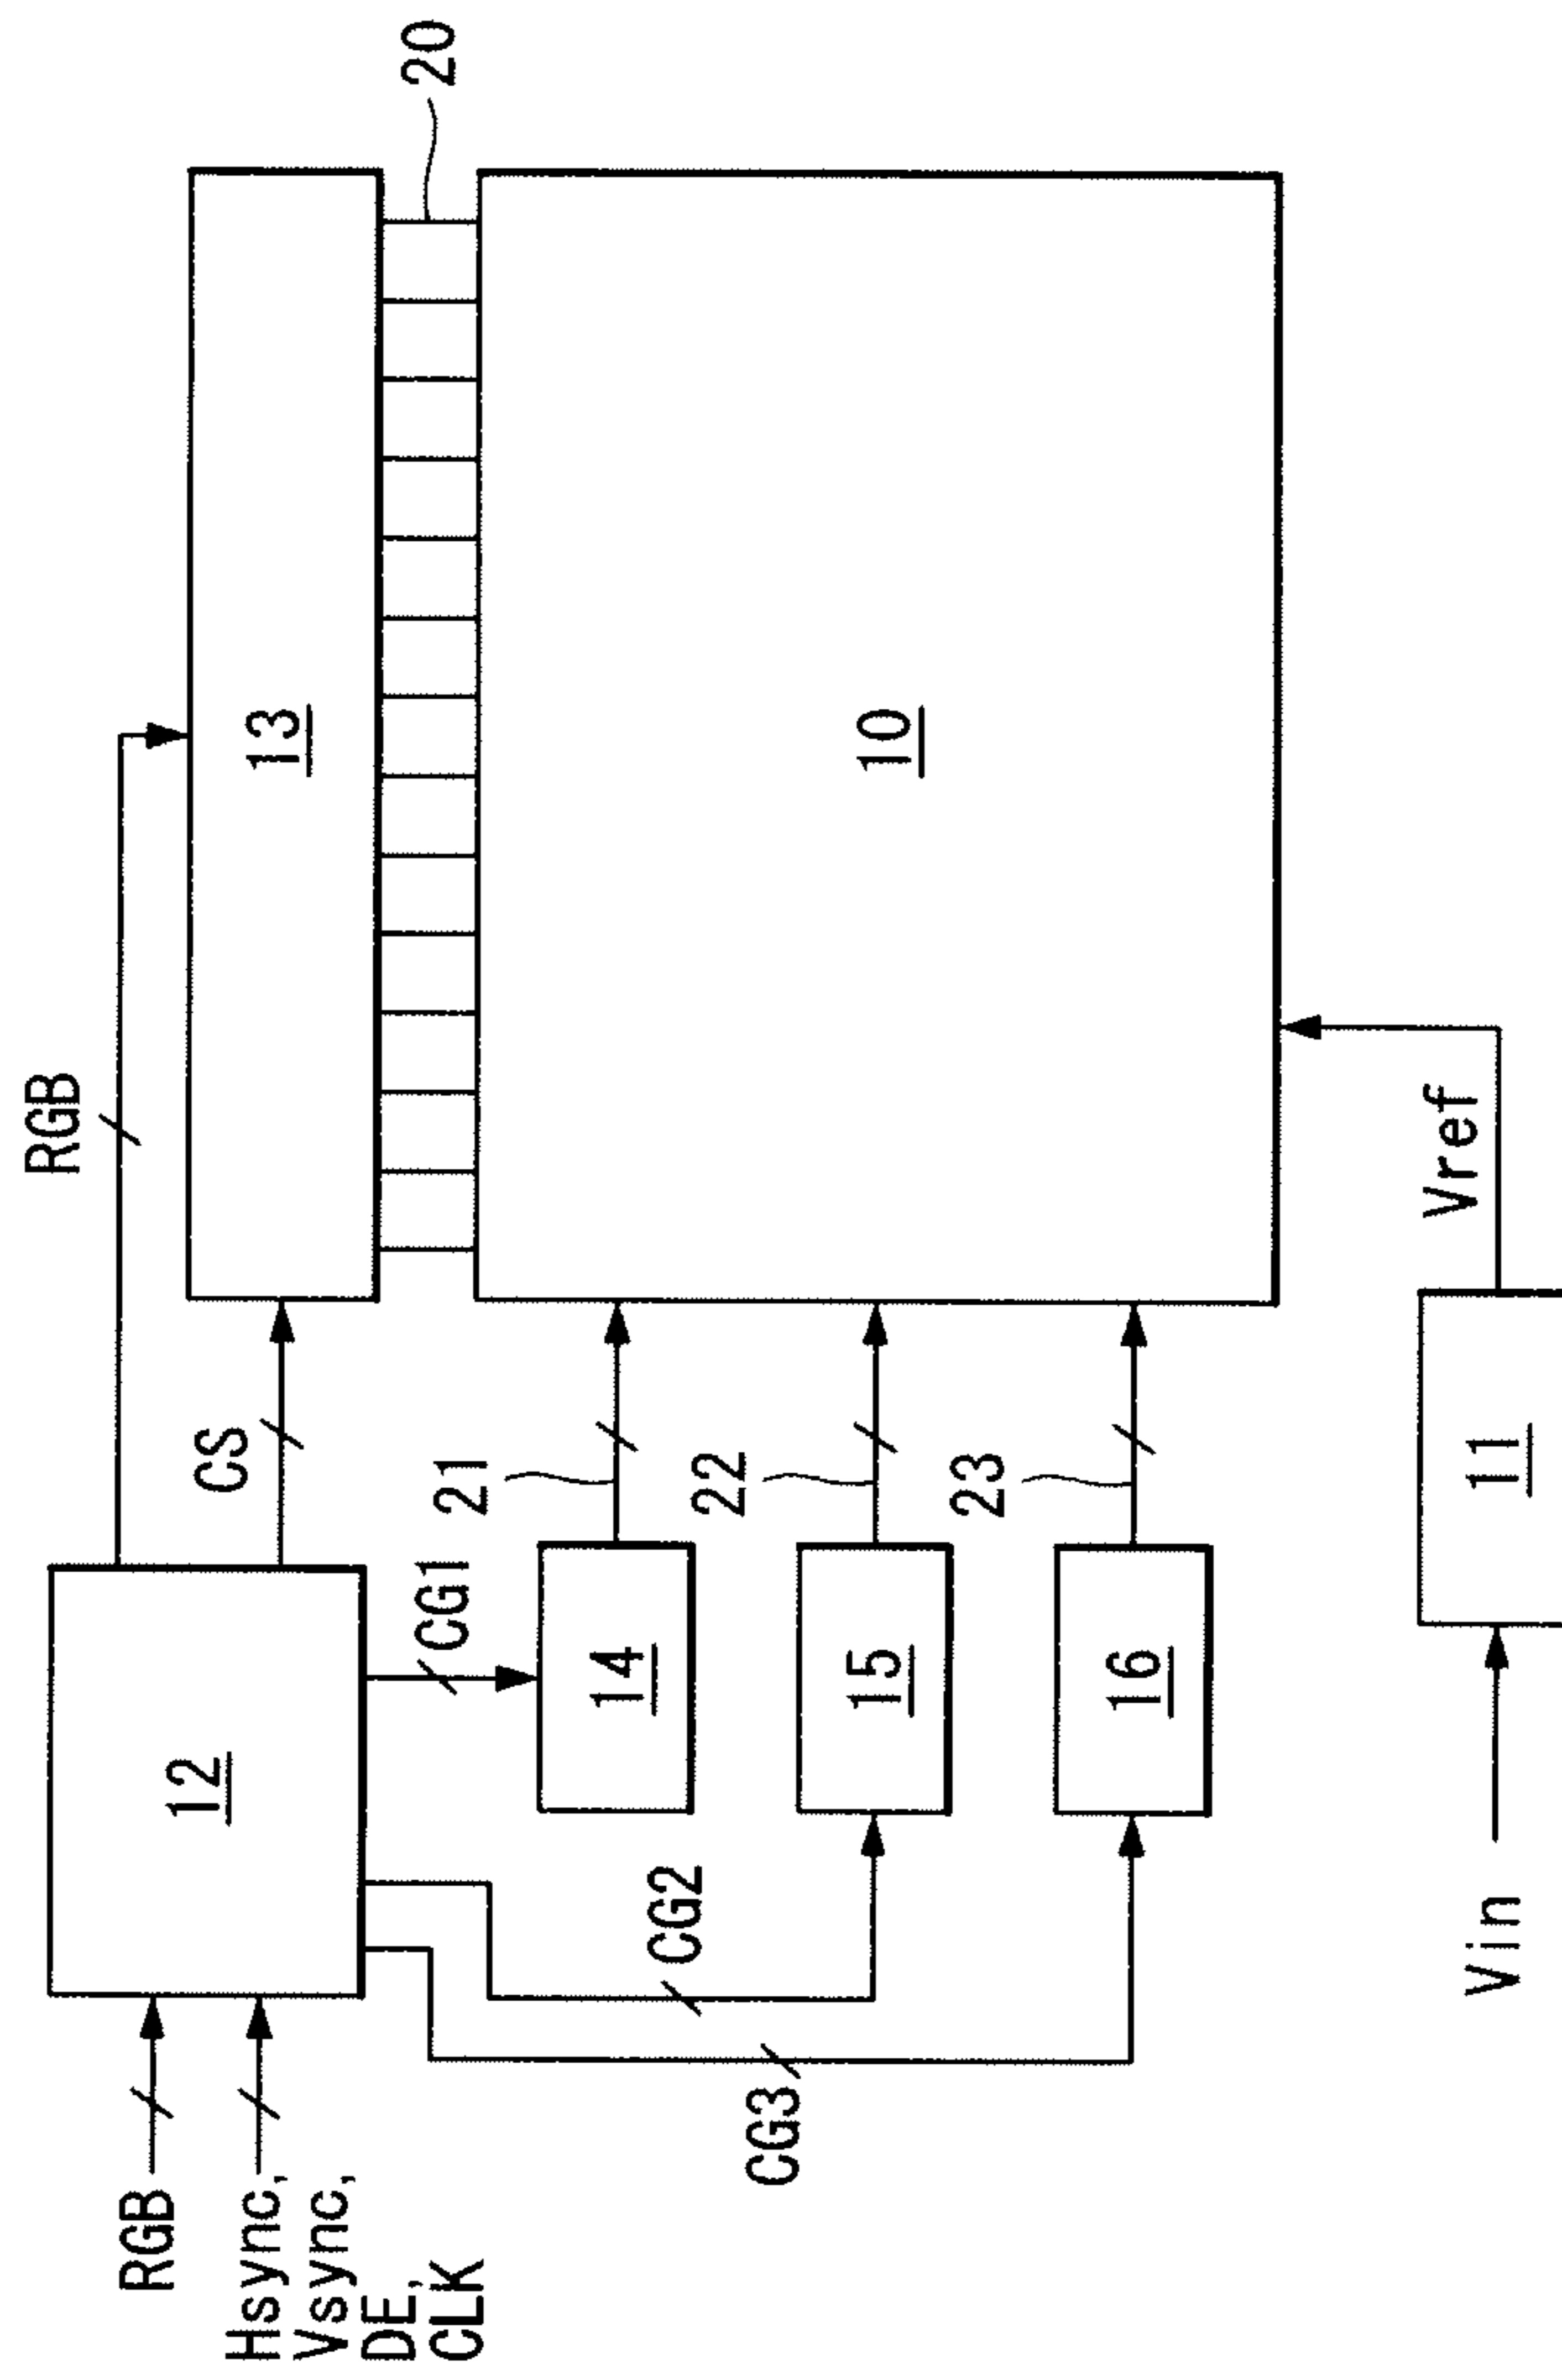 RGB
20
13
CS
12
RGB
Hsync,
Vsync,
DE,
CLK
CG1
21
14
10
CG2
22
15
CG3
23
16
Vref
11
Vin